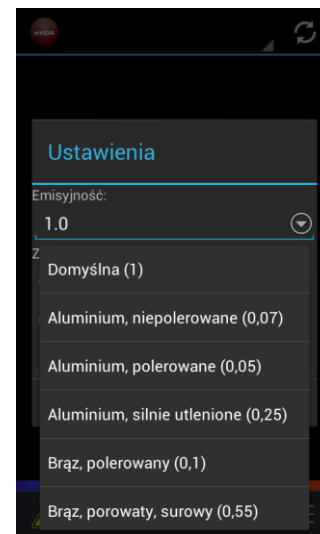 mVIDIA
Ustawienia
Emisyjność:
1.0
Z
Domyślna (1)
Aluminium, niepolerowane (0,07)
Aluminium, polerowane (0,05)
Aluminium, silnie utlenione (0,25)
Brąz, polerowany (0,1)
Brąz, porowaty, surowy (0,55)